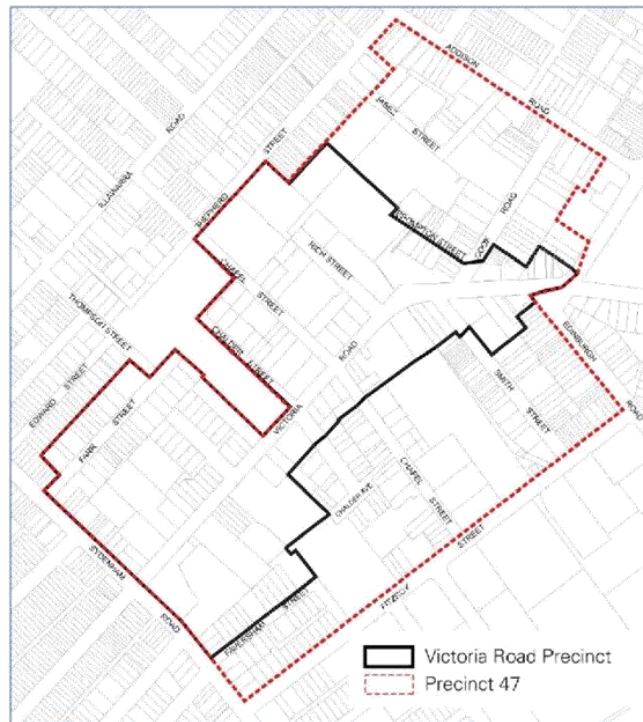 ADDISON
ROAD
ROAD
ILLAWARRA
STREET
SHEPHERD
JABEZ
STREET
ROAD
CHAPEL
STREET
RICH STREET
THOMPSON STREET
CHALDER
STREET
ROAD
VICTORIA
EDINBURGH
ROAD
SMITH
STREET
EDWARD
STREET
FARR
STREET
CHALDER AVE
CHAPEL
STREET
STREET
FITZROY
SYDENHAM
ROAD
STREET
FAVERSHAM
Victoria Road Precinct
Precinct 47